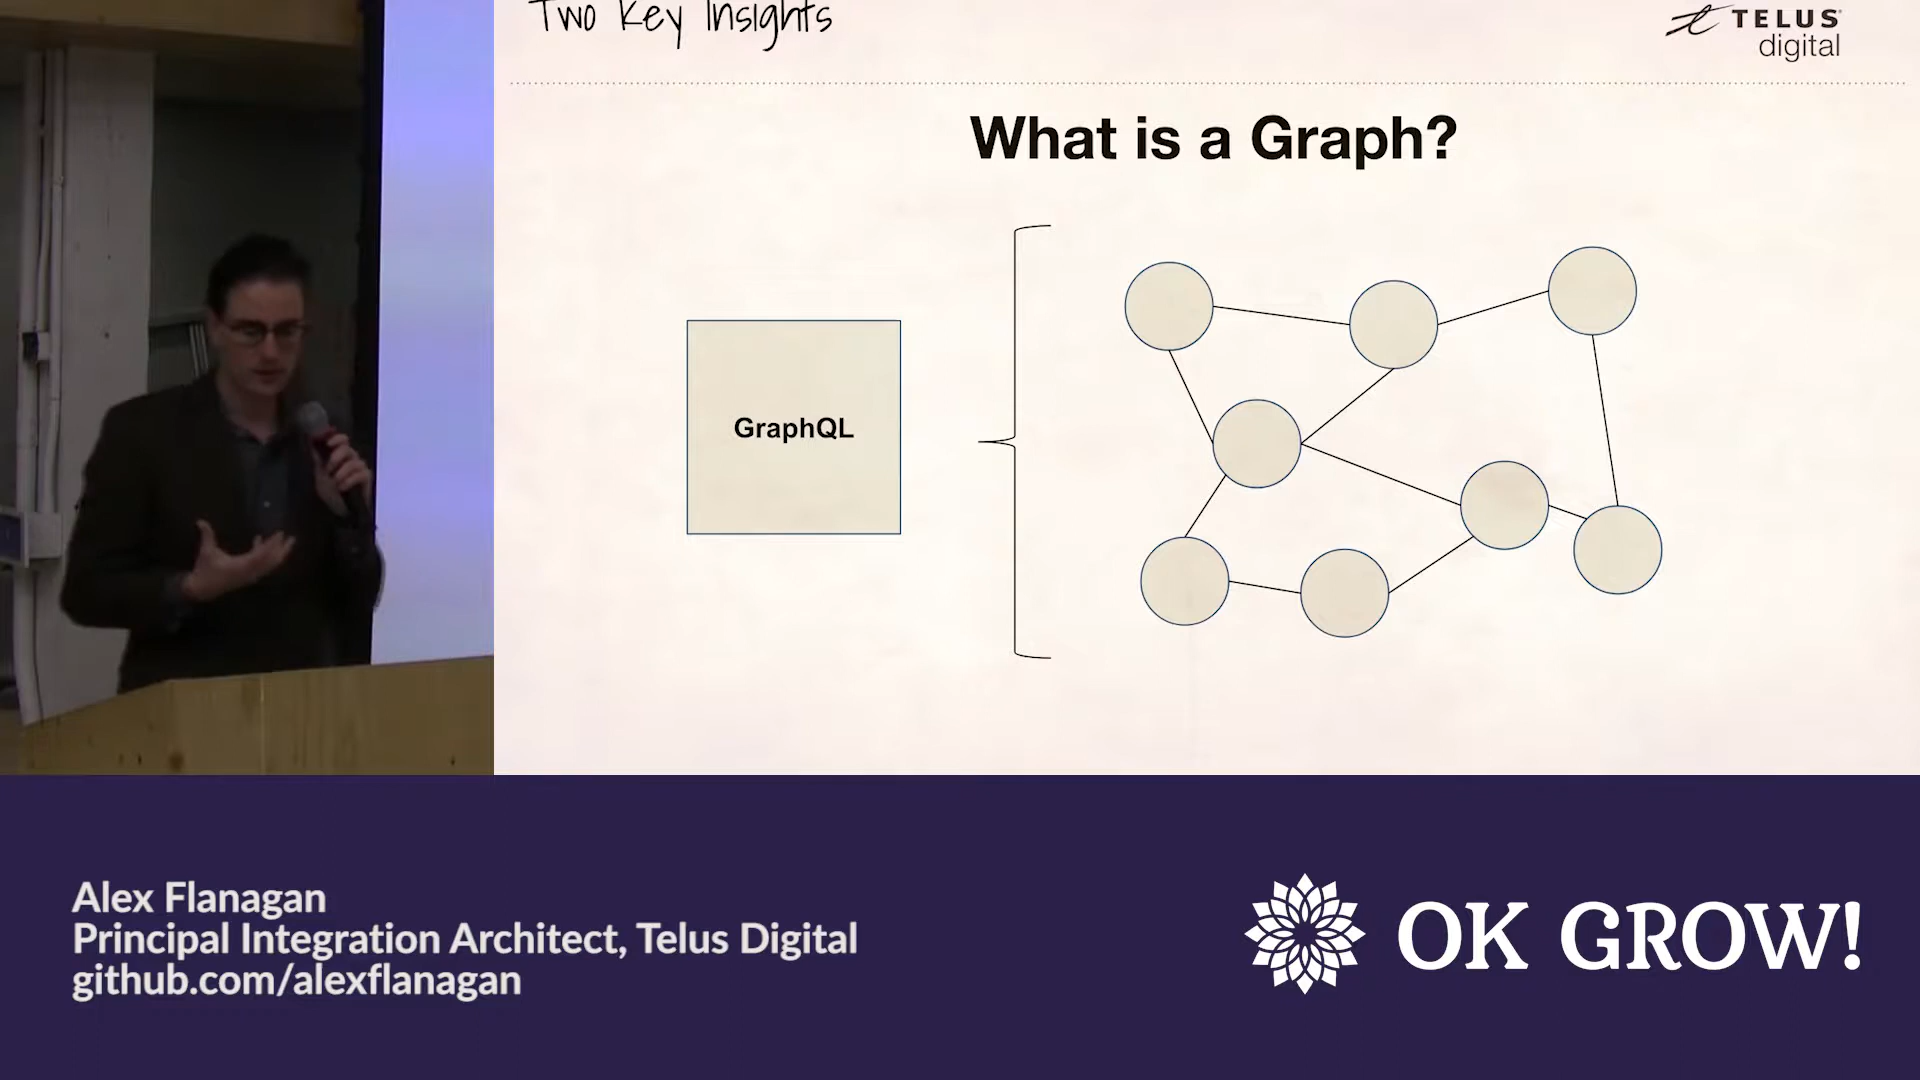 Two Key Insights
TELUS
digital
What is a Graph?
GraphQL
Alex Flanagan
Principal Integration Architect, Telus Digital
github.com/alexflanagan
OK GROW!